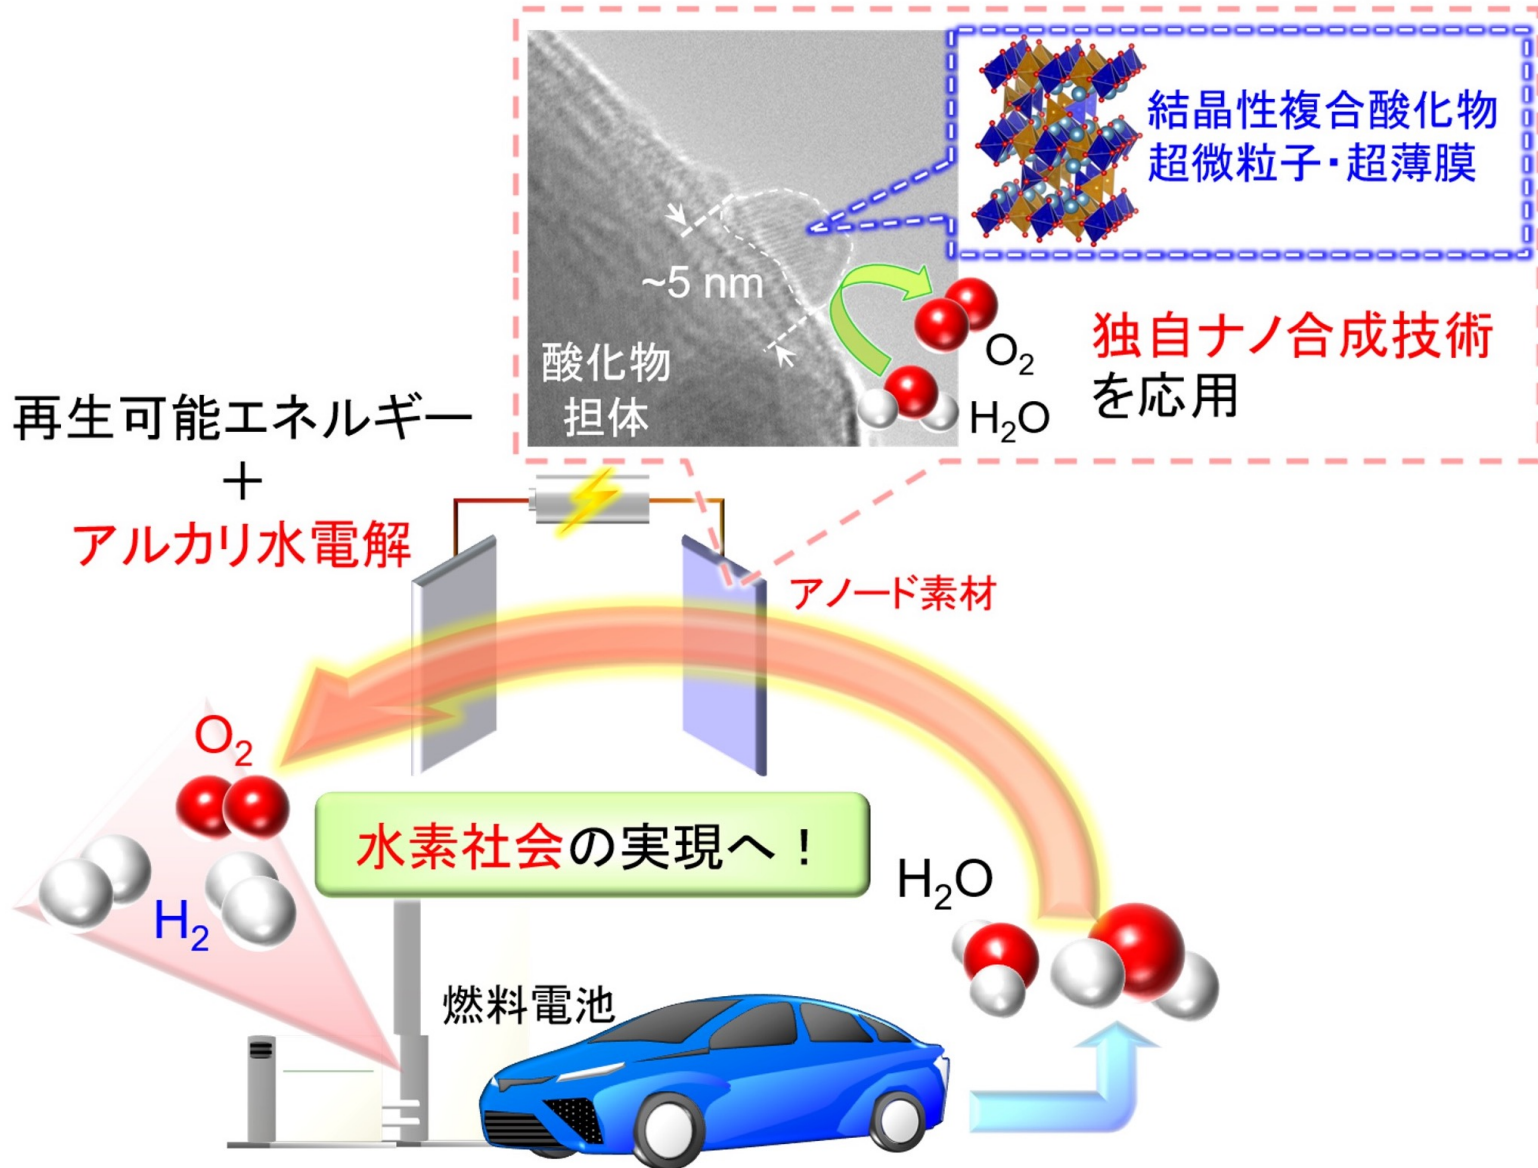 結晶性複合酸化物
超微粒子・超薄膜
~5 nm
酸化物
担体
O2
H2O
独自ナノ合成技術
を応用
再生可能エネルギー
+
アルカリ水電解
アノード素材
O2
H2
水素社会の実現へ！
H2O
燃料電池